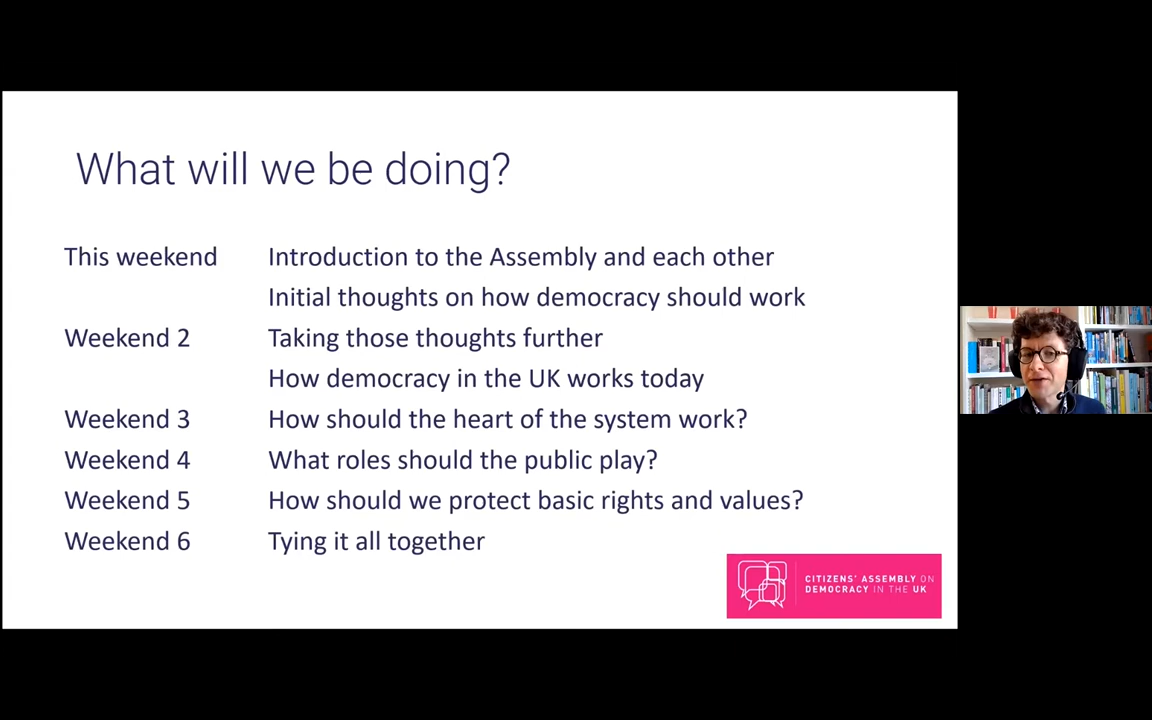 What will we be doing?
This weekend Introduction to the Assembly and each other
Initial thoughts on how democracy should work
Weekend 2 Taking those thoughts further
How democracy in the UK works today
Weekend 3 How should the heart of the system work?
Weekend 4 What roles should the public play?
Weekend 5 How should we protect basic rights and values?
Weekend 6 Tying it all together
CITIZENS' ASSEMBLY ON
DEMOCRACY IN THE UK